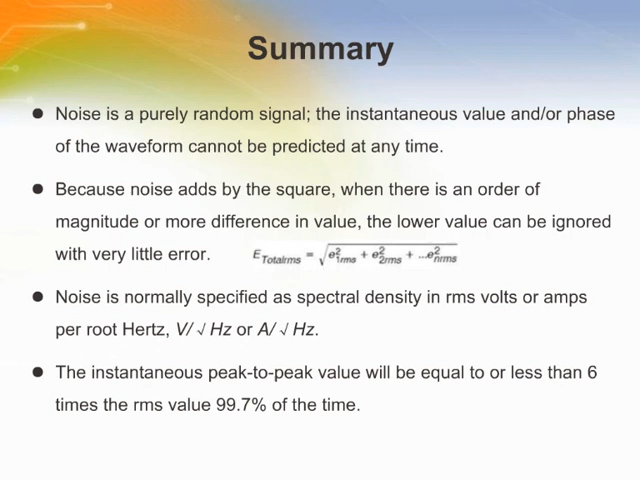 Summary
● Noise is a purely random signal; the instantaneous value and/or phase
of the waveform cannot be predicted at any time.
● Because noise adds by the square, when there is an order of
magnitude or more difference in value, the lower value can be ignored
with very little error. E Totalrms = √e²1rms + e²2rms + ...e²nrms
● Noise is normally specified as spectral density in rms volts or amps
per root Hertz, V/√ Hz or A/√ Hz.
● The instantaneous peak-to-peak value will be equal to or less than 6
times the rms value 99.7% of the time.